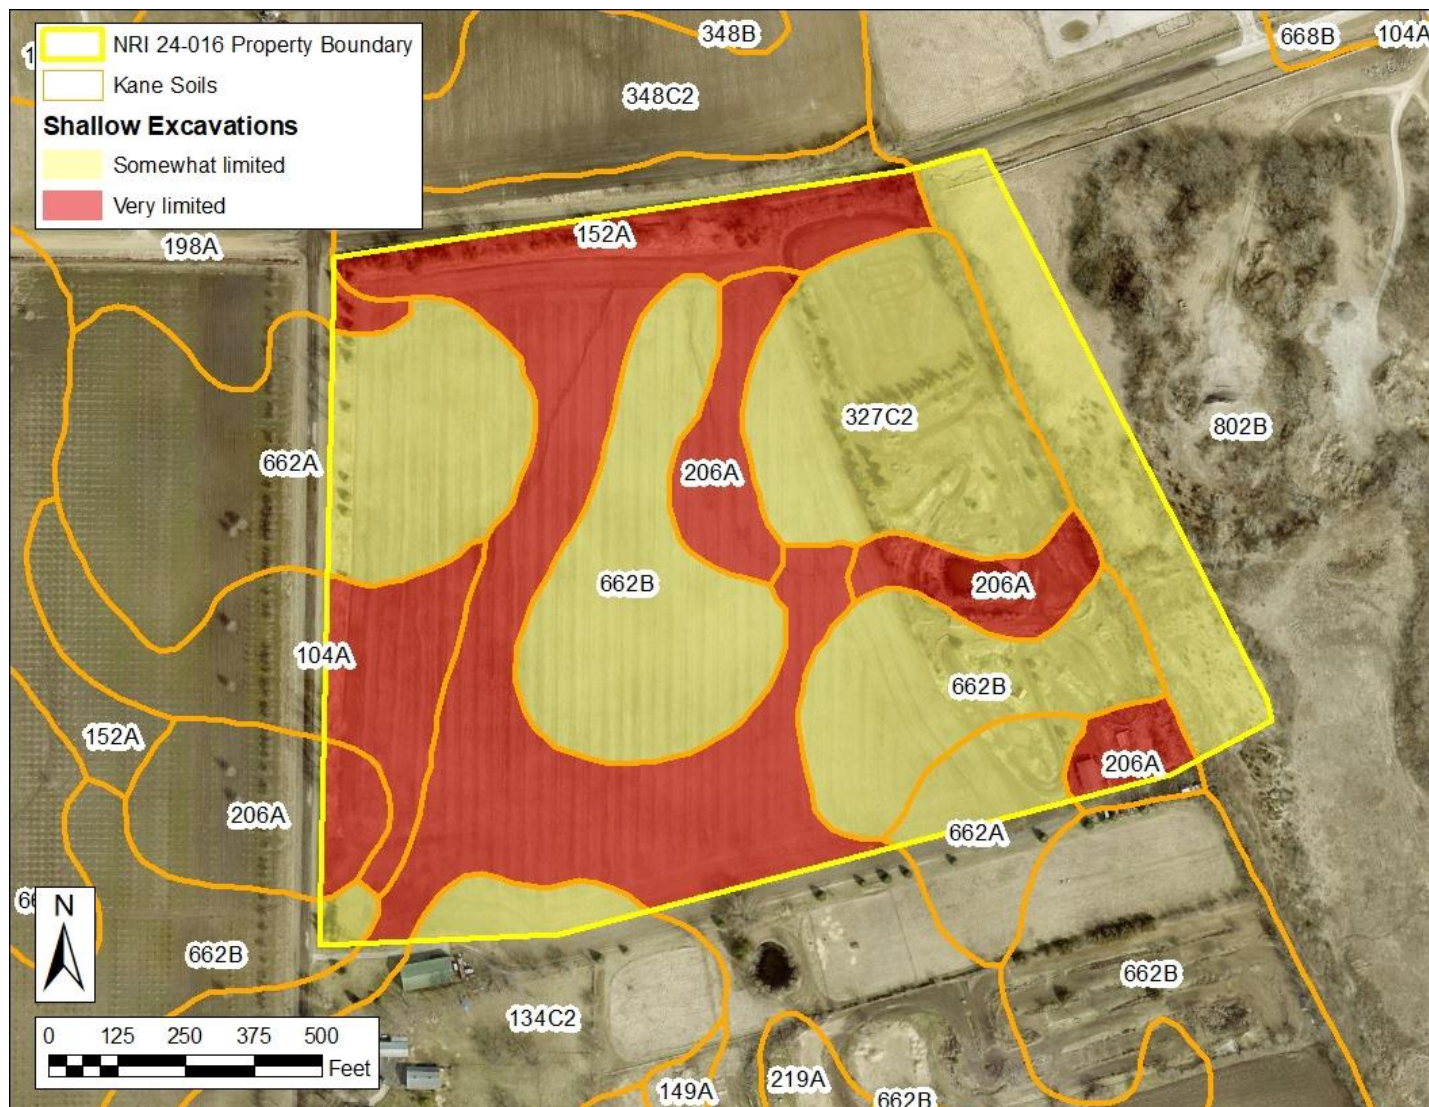 348B
668B
104A
NRI 24-016 Property Boundary
Kane Soils
Shallow Excavations
Somewhat limited
Very limited
348C2
198A
152A
327C2
802B
662A
206A
662B
206A
104A
662B
152A
206A
206A
662A
N
662B
662B
134C2
0 125 250 375 500
Feet
149A
219A
662B